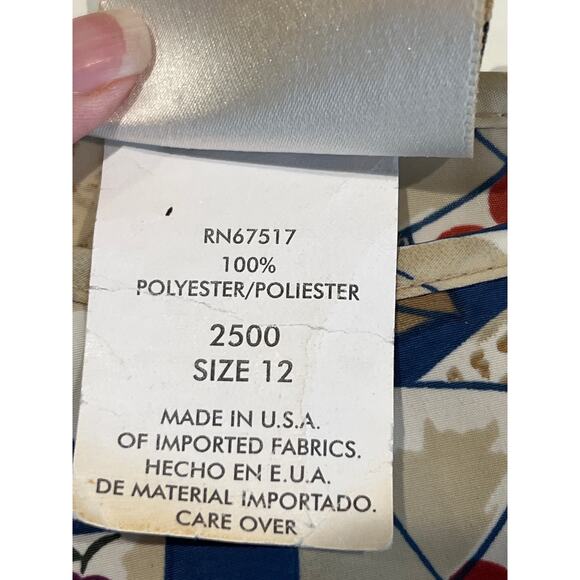 RN67517
100%
POLYESTER/POLIESTER
2500
SIZE 12
MADE IN U.S.A.
OF IMPORTED FABRICS.
HECHO EN E.U.A.
DE MATERIAL IMPORTADO.
CARE OVER